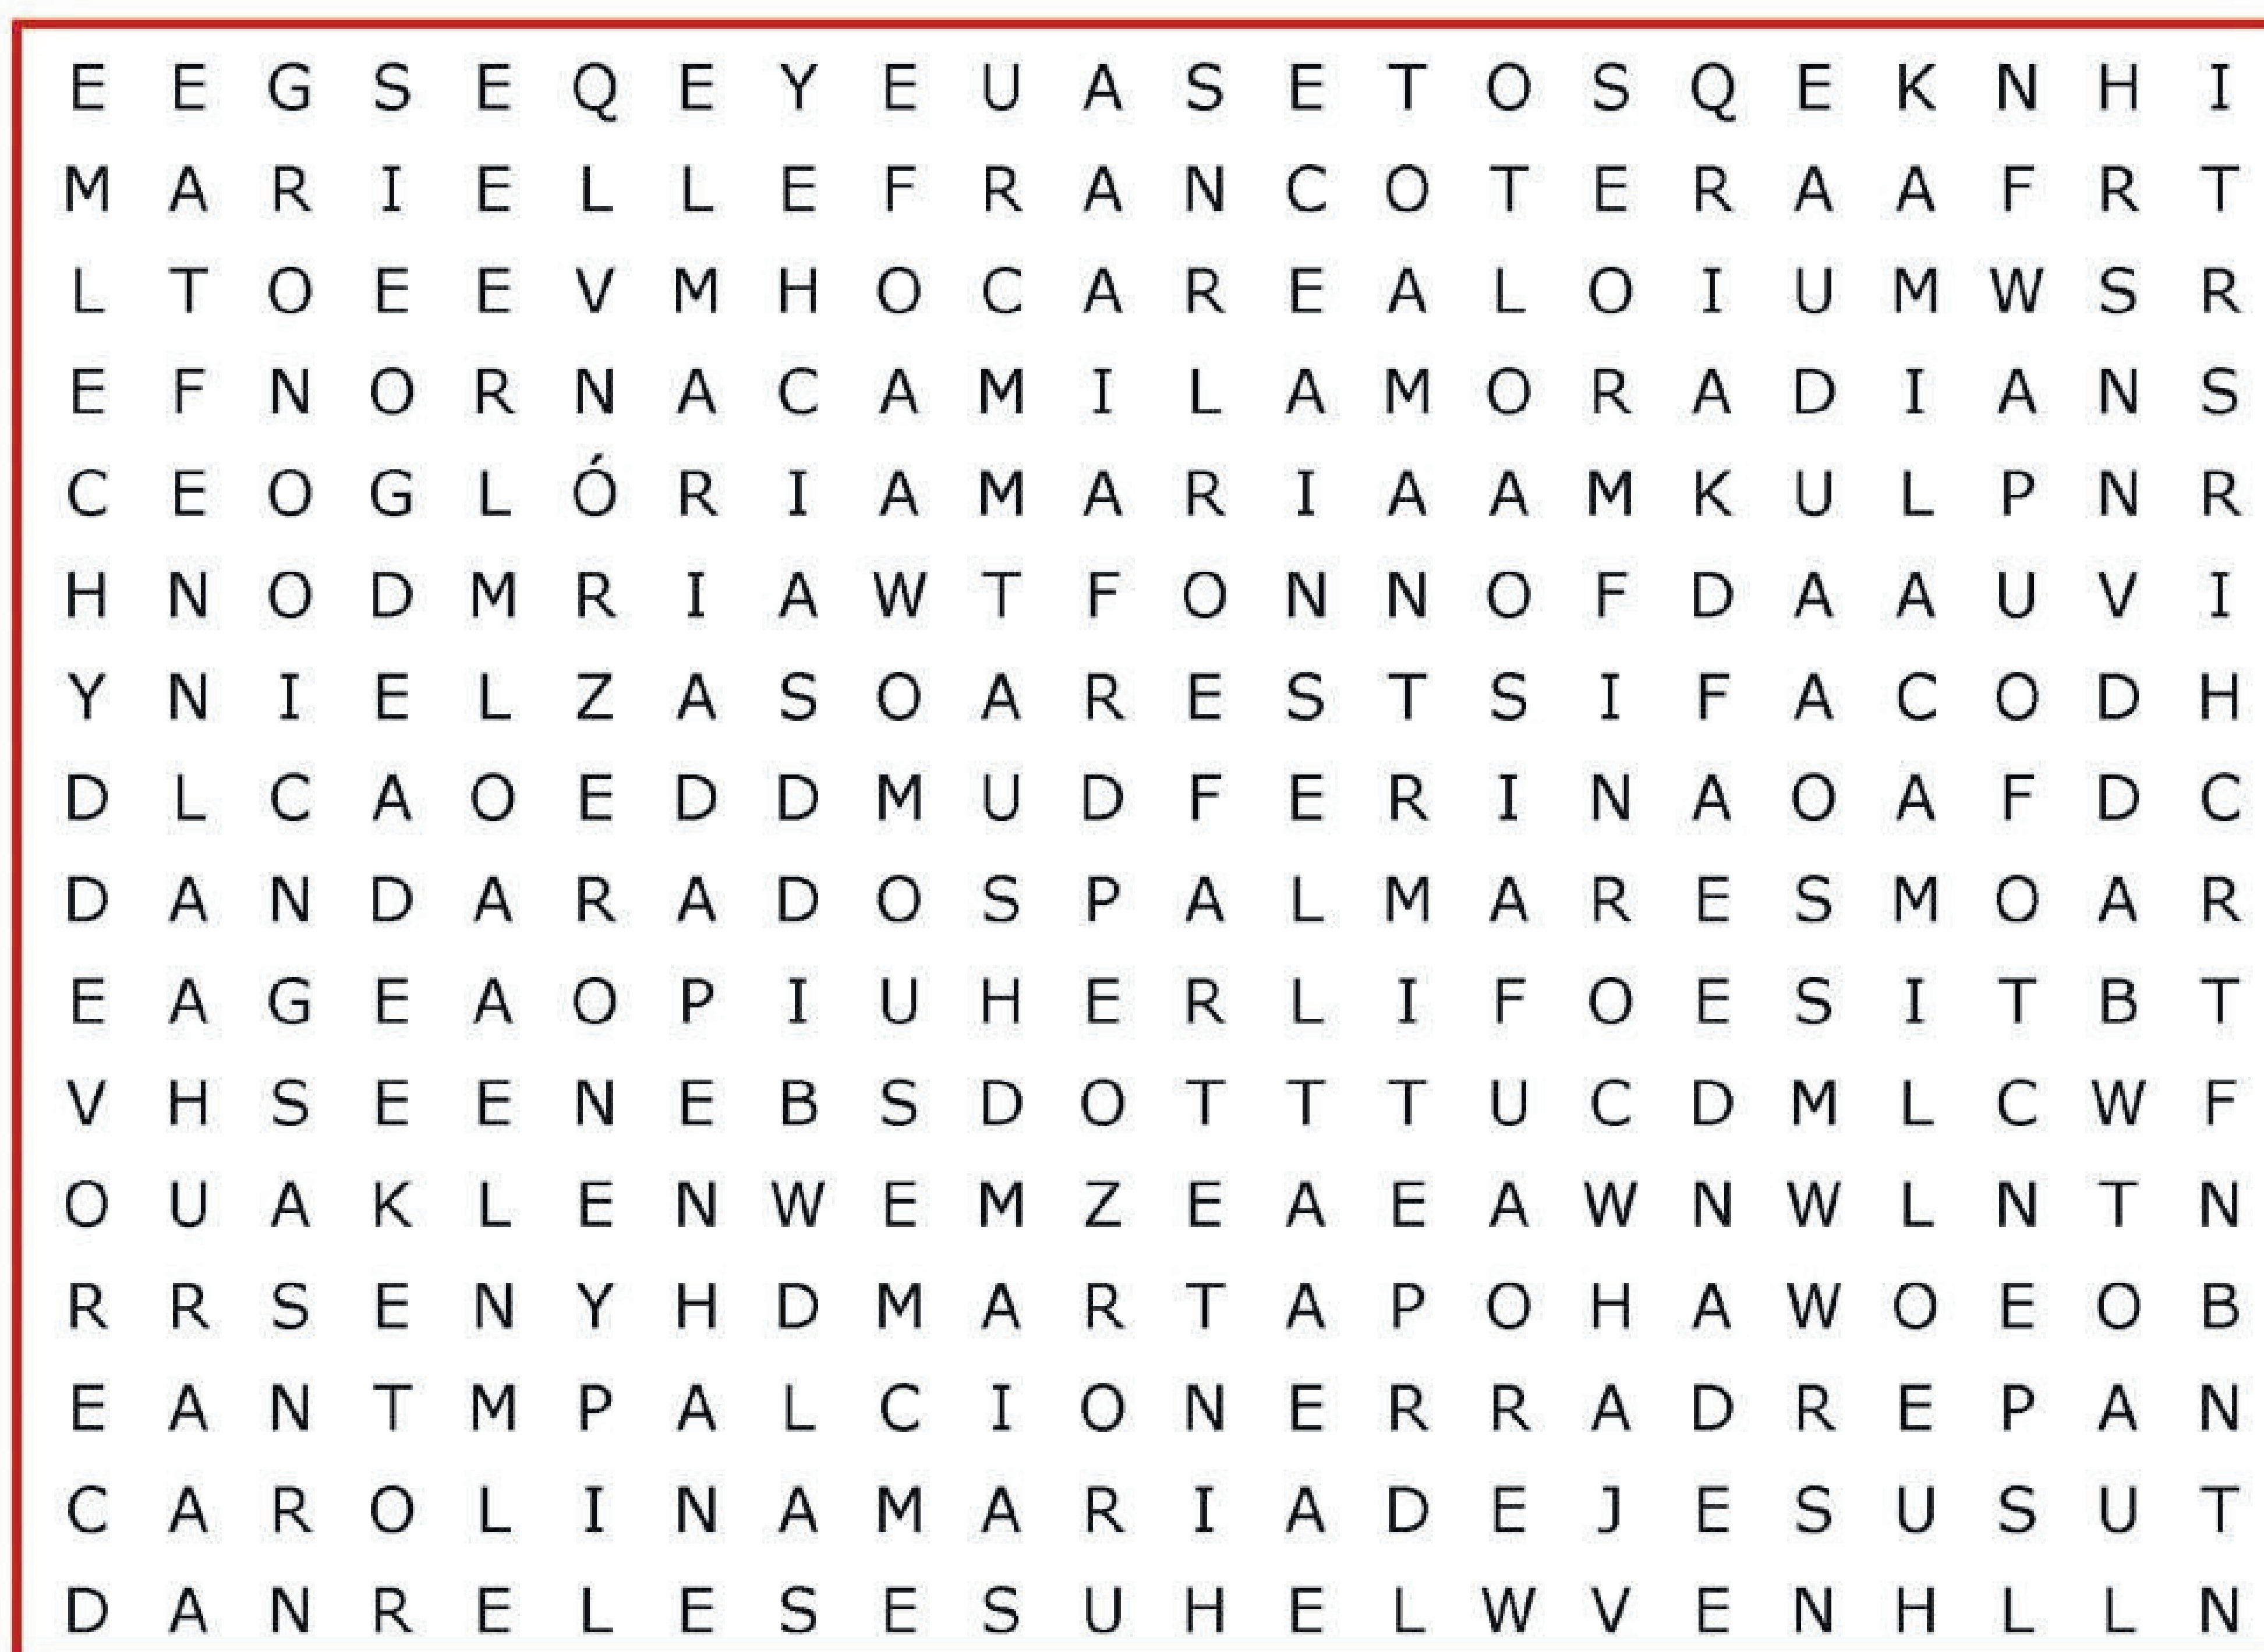 E E G S E Q E Y E U A S E T O S Q E K N H I
M A R I E L L E F R A N C O T E R A A F R T
L T O E E V M H O C A R E A L O I U M W S R
E F N O R N A C A M I L A M O R A D I A N S
C E O G L Ó R I A M A R I A A M K U L P N R
H N O D M R I A W T F O N N O F D A A U V I
Y N I E L Z A S O A R E S T S I F A C O D H
D L C A O E D D M U D F E R I N A O A F D C
D A N D A R A D O S P A L M A R E S M O A R
E A G E A O P I U H E R L I F O E S I T B T
V H S E E N E B S D O T T T U C D M L C W F
O U A K L E N W E M Z E A E A W N W L N T N
R R S E N Y H D M A R T A P O H A W O E O B
E A N T M P A L C I O N E R R A D R E P A N
C A R O L I N A M A R I A D E J E S U S U T
D A N R E L E S E S U H E L W V E N H L L N